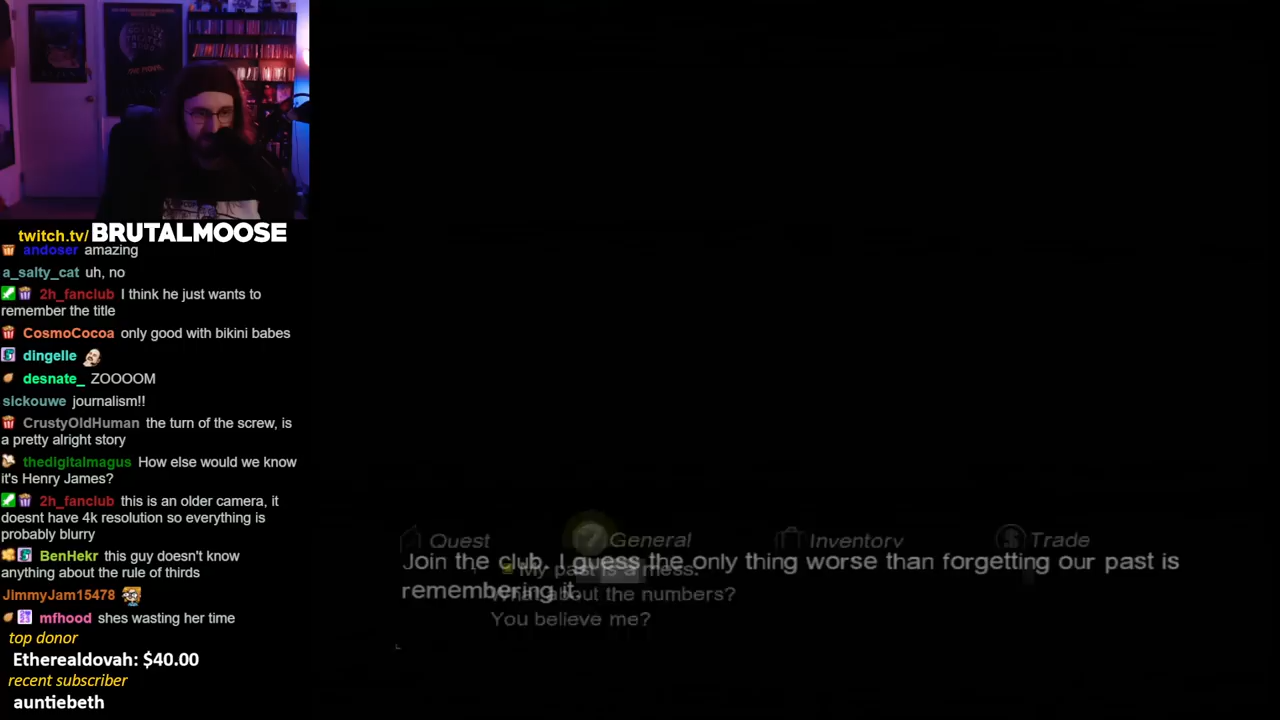 twitch.tv/BRUTALMOOSE
andoser amazing
a_salty_cat uh, no
2h_fanclub I think he just wants to
remember the title
CosmoCocoa only good with bikini babes
dingelle
desnate_ ZOOOOM
sickouwe journalism!!
CrustyOldHuman the turn of the screw, is
a pretty alright story
thedigitalmagus How else would we know
it's Henry James?
2h_fanclub this is an older camera, it
doesnt have 4k resolution so everything is
probably blurry
BenHekr this guy doesn't know
anything about the rule of thirds
JimmyJam15478
mfhood shes wasting her time
top donor
Etherealdovah: $40.00
recent subscriber
auntiebeth
Quest General Inventory Trade
Join the club. I guess the only thing worse than forgetting our past is
remembering it.
My past is a mess.
What about the numbers?
You believe me?